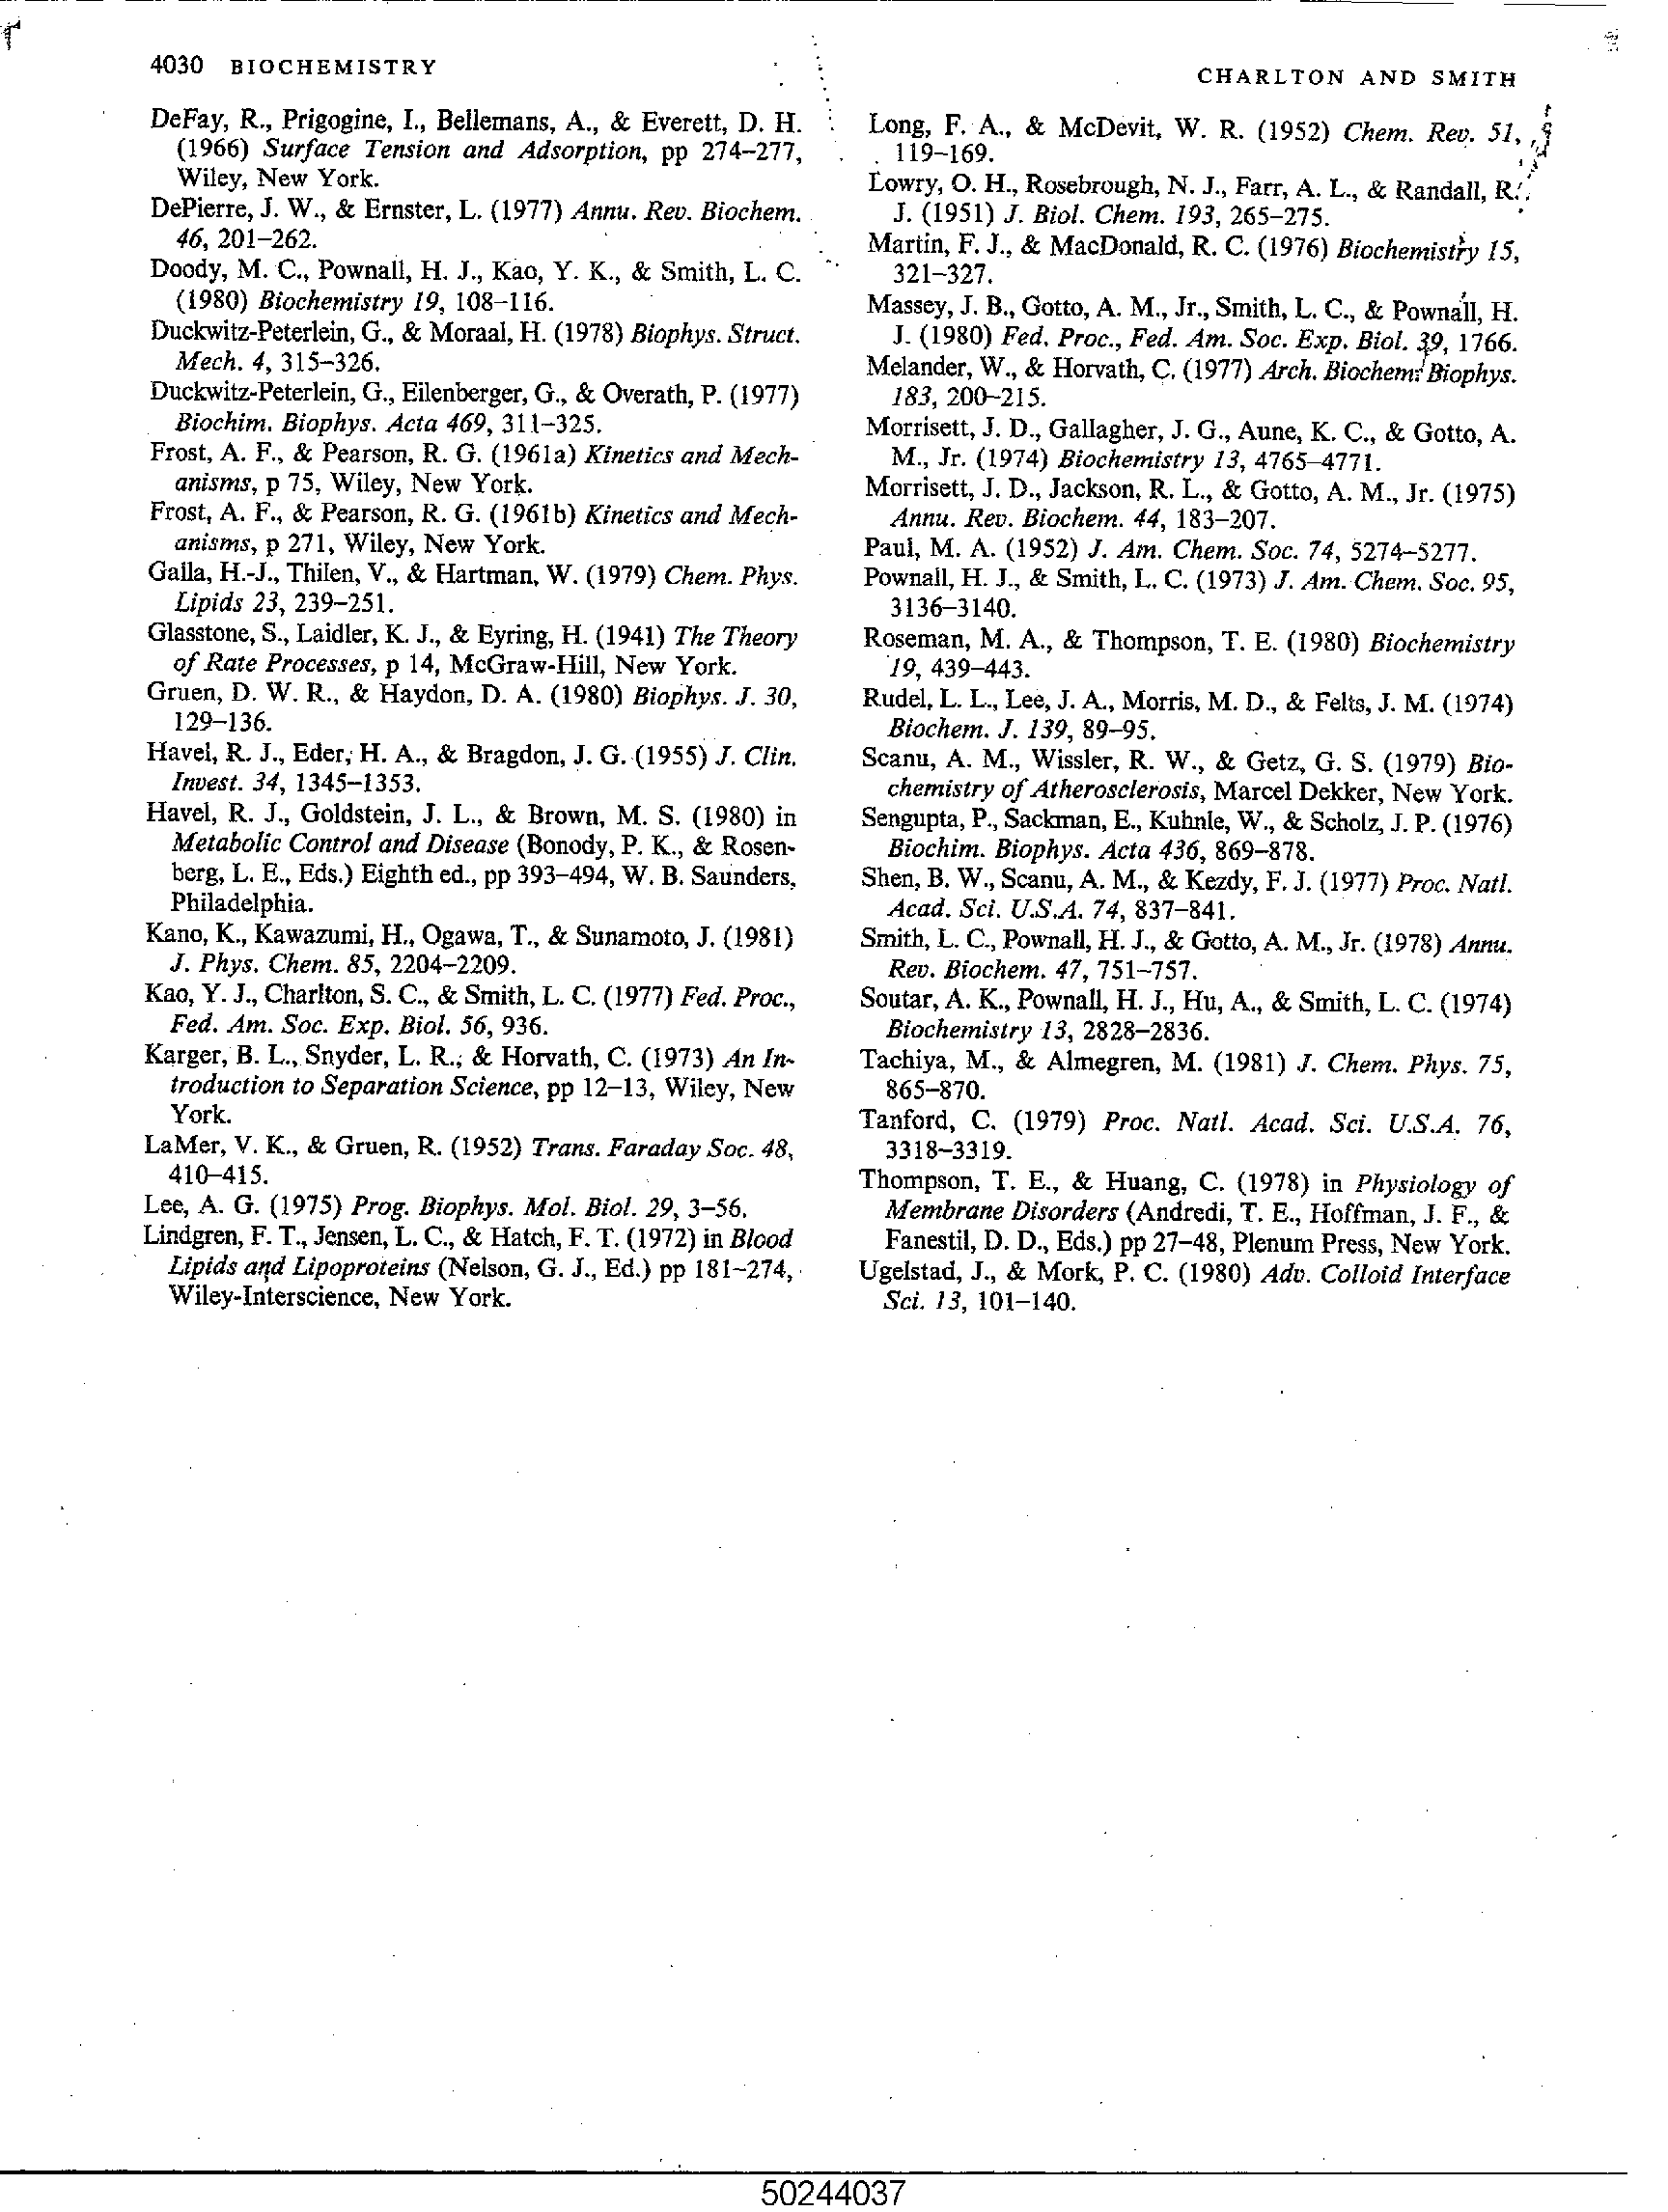 4030 BIOCHEMISTRY
CHARLTON AND SMITH
DeFay, R., Prigogine, I., Bellemans, A., & Everett, D. H.
(1966) Surface Tension and Adsorption, pp 274–277,
Wiley, New York.
DePierre, J. W., & Ernster, L. (1977) Annu. Rev. Biochem.
46, 201–262.
Doody, M. C., Pownall, H. J., Kao, Y. K., & Smith, L. C.
(1980) Biochemistry 19, 108–116.
Duckwitz-Peterlein, G., & Moraal, H. (1978) Biophys. Struct.
Mech. 4, 315–326.
Duckwitz-Peterlein, G., Eilenberger, G., & Overath, P. (1977)
Biochim. Biophys. Acta 469, 311–325.
Frost, A. F., & Pearson, R. G. (1961a) Kinetics and Mech-
anisms, p 75, Wiley, New York.
Frost, A. F., & Pearson, R. G. (1961b) Kinetics and Mech-
anisms, p 271, Wiley, New York.
Galla, H.-J., Thilen, V., & Hartman, W. (1979) Chem. Phys.
Lipids 23, 239–251.
Glasstone, S., Laidler, K. J., & Eyring, H. (1941) The Theory
of Rate Processes, p 14, McGraw-Hill, New York.
Gruen, D. W. R., & Haydon, D. A. (1980) Biophys. J. 30,
129–136.
Havel, R. J., Eder, H. A., & Bragdon, J. G. (1955) J. Clin.
Invest. 34, 1345–1353.
Havel, R. J., Goldstein, J. L., & Brown, M. S. (1980) in
Metabolic Control and Disease (Bonody, P. K., & Rosen-
berg, L. E., Eds.) Eighth ed., pp 393–494, W. B. Saunders,
Philadelphia.
Kano, K., Kawazumi, H., Ogawa, T., & Sunamoto, J. (1981)
J. Phys. Chem. 85, 2204–2209.
Kao, Y. J., Charlton, S. C., & Smith, L. C. (1977) Fed. Proc.,
Fed. Am. Soc. Exp. Biol. 56, 936.
Karger, B. L., Snyder, L. R., & Horvath, C. (1973) An In-
troduction to Separation Science, pp 12–13, Wiley, New
York.
LaMer, V. K., & Gruen, R. (1952) Trans. Faraday Soc. 48,
410–415.
Lee, A. G. (1975) Prog. Biophys. Mol. Biol. 29, 3–56.
Lindgren, F. T., Jensen, L. C., & Hatch, F. T. (1972) in Blood
Lipids and Lipoproteins (Nelson, G. J., Ed.) pp 181–274,
Wiley-Interscience, New York.
Long, F. A., & McDevit, W. R. (1952) Chem. Rev. 51,
119–169.
Lowry, O. H., Rosebrough, N. J., Farr, A. L., & Randall, R.
J. (1951) J. Biol. Chem. 193, 265–275.
Martin, F. J., & MacDonald, R. C. (1976) Biochemistry 15,
321–327.
Massey, J. B., Gotto, A. M., Jr., Smith, L. C., & Pownall, H.
J. (1980) Fed. Proc., Fed. Am. Soc. Exp. Biol. 39, 1766.
Melander, W., & Horvath, C. (1977) Arch. Biochem. Biophys.
183, 200–215.
Morrisett, J. D., Gallagher, J. G., Aune, K. C., & Gotto, A.
M., Jr. (1974) Biochemistry 13, 4765–4771.
Morrisett, J. D., Jackson, R. L., & Gotto, A. M., Jr. (1975)
Annu. Rev. Biochem. 44, 183–207.
Paul, M. A. (1952) J. Am. Chem. Soc. 74, 5274–5277.
Pownall, H. J., & Smith, L. C. (1973) J. Am. Chem. Soc. 95,
3136–3140.
Roseman, M. A., & Thompson, T. E. (1980) Biochemistry
19, 439–443.
Rudel, L. L., Lee, J. A., Morris, M. D., & Felts, J. M. (1974)
Biochem. J. 139, 89–95.
Scanu, A. M., Wissler, R. W., & Getz, G. S. (1979) Bio-
chemistry of Atherosclerosis, Marcel Dekker, New York.
Sengupta, P., Sackman, E., Kuhnle, W., & Scholz, J. P. (1976)
Biochim. Biophys. Acta 436, 869–878.
Shen, B. W., Scanu, A. M., & Kezdy, F. J. (1977) Proc. Natl.
Acad. Sci. U.S.A. 74, 837–841.
Smith, L. C., Pownall, H. J., & Gotto, A. M., Jr. (1978) Annu.
Rev. Biochem. 47, 751–757.
Soutar, A. K., Pownall, H. J., Hu, A., & Smith, L. C. (1974)
Biochemistry 13, 2828–2836.
Tachiya, M., & Almegren, M. (1981) J. Chem. Phys. 75,
865–870.
Tanford, C. (1979) Proc. Natl. Acad. Sci. U.S.A. 76,
3318–3319.
Thompson, T. E., & Huang, C. (1978) in Physiology of
Membrane Disorders (Andredi, T. E., Hoffman, J. F., &
Fanestil, D. D., Eds.) pp 27–48, Plenum Press, New York.
Ugelstad, J., & Mork, P. C. (1980) Adv. Colloid Interface
Sci. 13, 101–140.
50244037